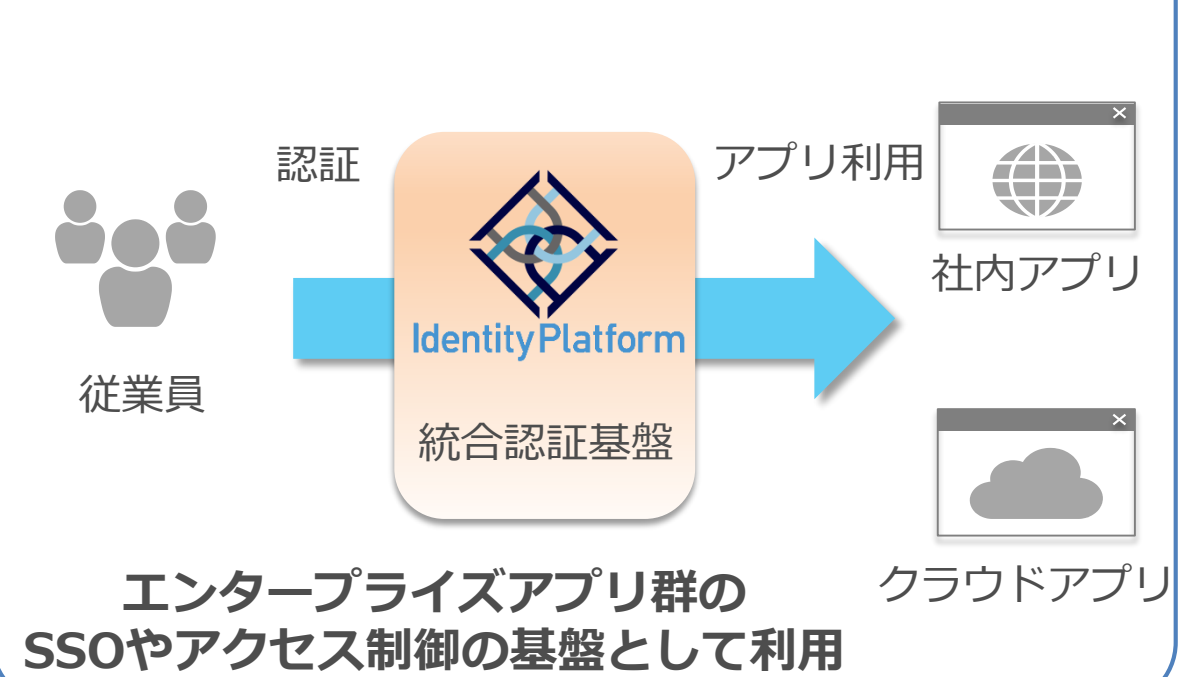 認証
アプリ利用
従業員
Identity Platform
統合認証基盤
社内アプリ
クラウドアプリ
エンタープライズアプリ群の
SSOやアクセス制御の基盤として利用